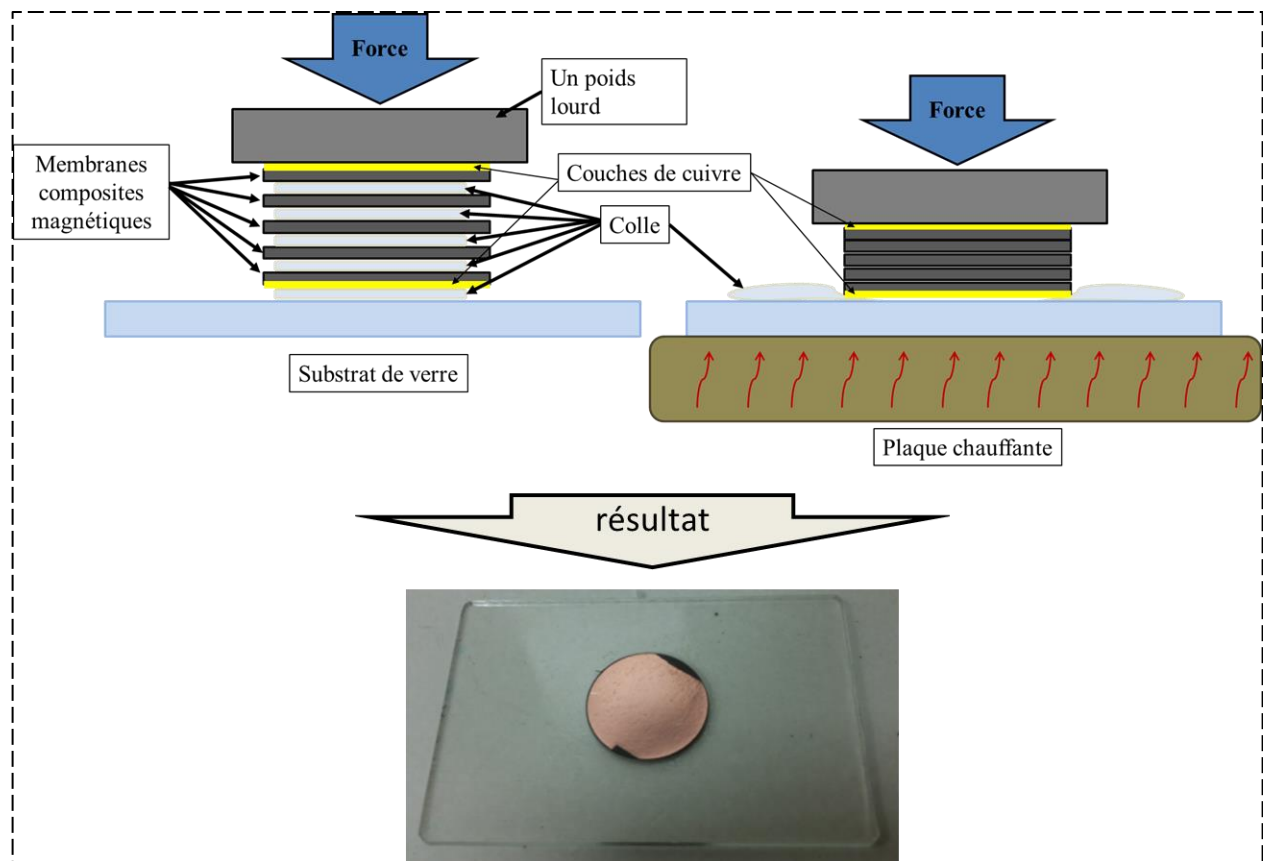 Force
Un poids
lourd
Force
Membranes
composites
magnétiques
Couches de cuivre
Colle
Substrat de verre
Plaque chauffante
résultat